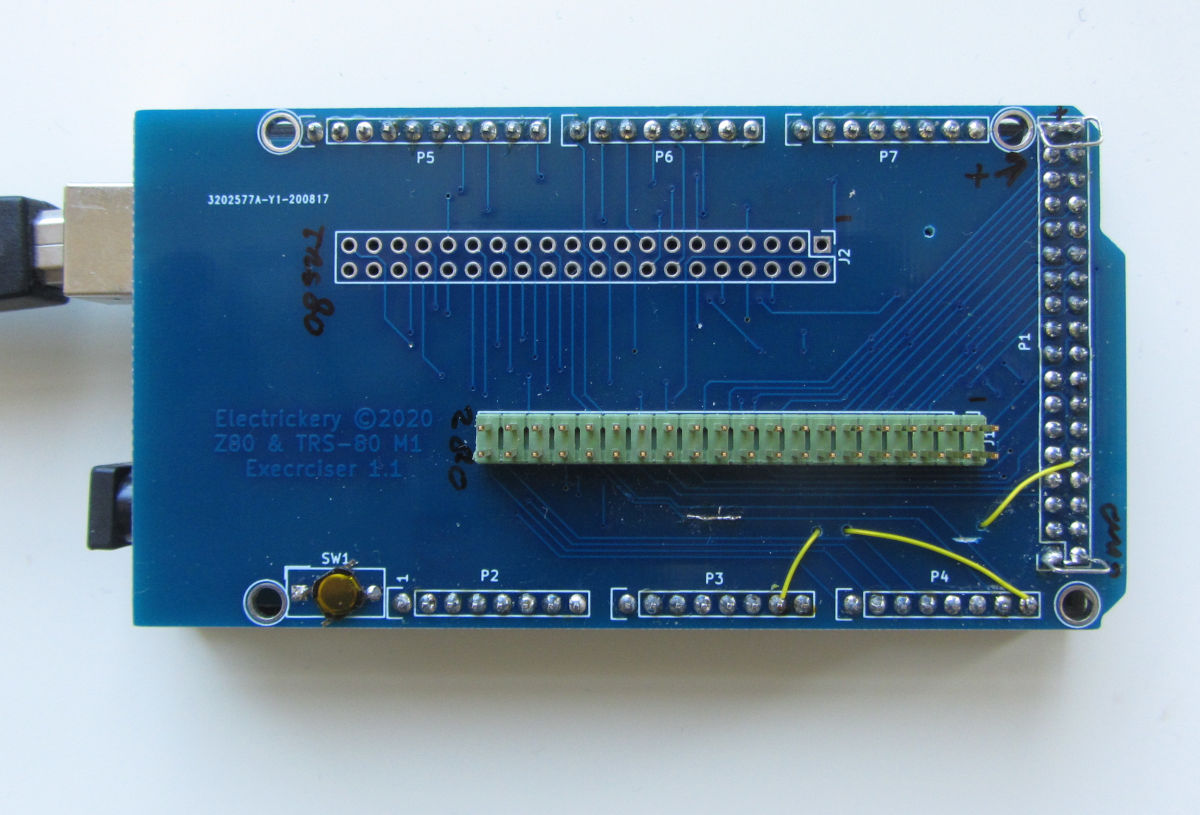 P5
P6
P7
+
+
3202577A-Y1-200817
TRS80
1
J2
P1
Electrickery ©2020
Z80 & TRS-80 M1
Execrciser 1.1
Z80
1
J1
SW1
1
P2
P3
P4